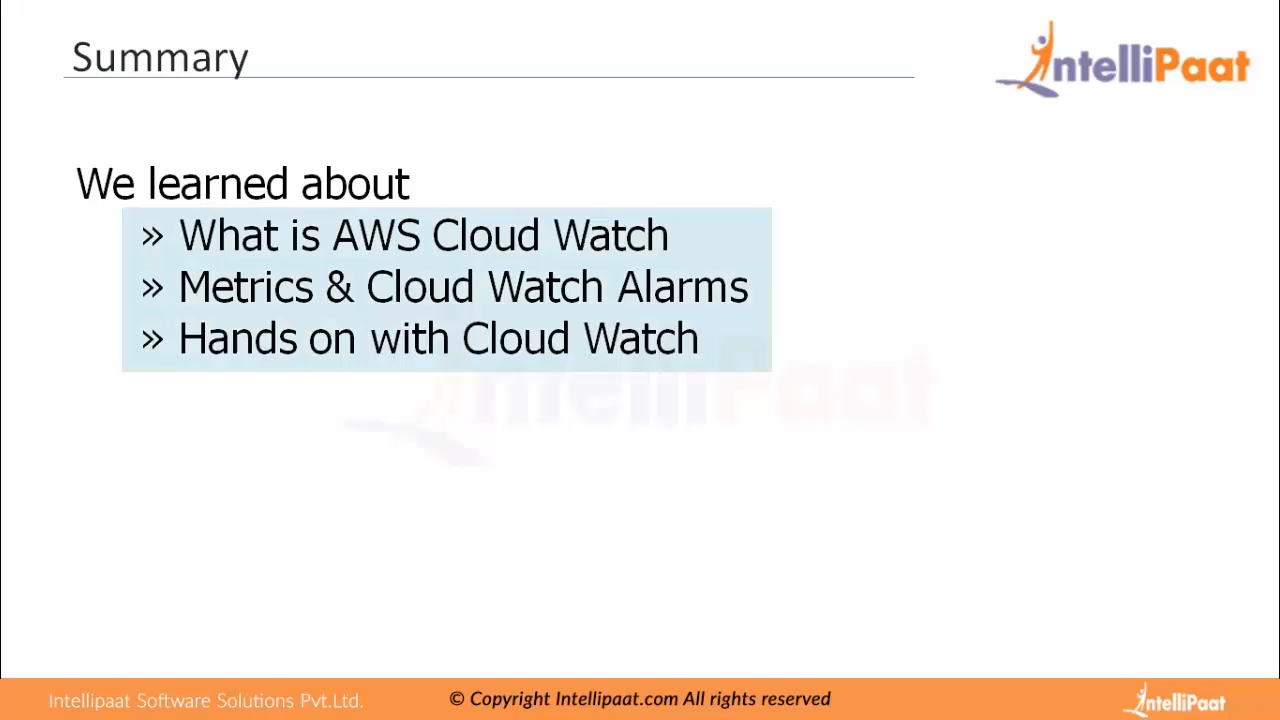 Summary
IntelliPaat
We learned about
» What is AWS Cloud Watch
» Metrics & Cloud Watch Alarms
» Hands on with Cloud Watch
IntelliPaat
Intellipaat Software Solutions Pvt.Ltd.
© Copyright Intellipaat.com All rights reserved
IntelliPaat